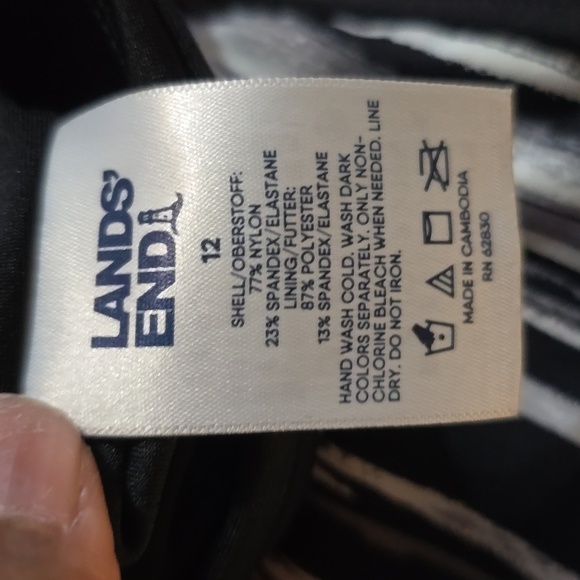 LANDS'
END
12
SHELL/OBERSTOFF:
77% NYLON
23% SPANDEX/ELASTANE
LINING/FUTTER:
87% POLYESTER
13% SPANDEX/ELASTANE
HAND WASH COLD. WASH DARK
COLORS SEPARATELY. ONLY NON-
CHLORINE BLEACH WHEN NEEDED. LINE
DRY. DO NOT IRON.
MADE IN CAMBODIA
RN 62830